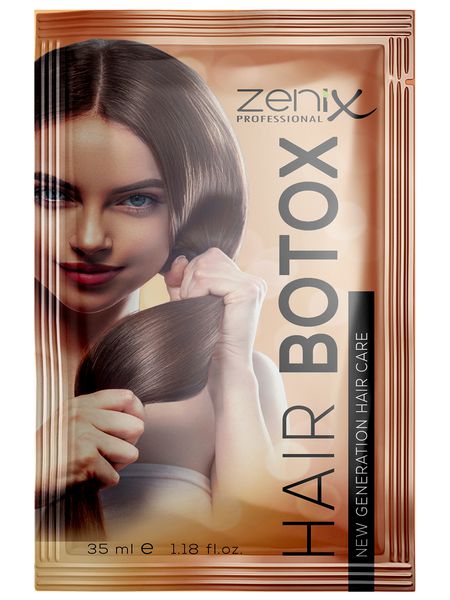 zenix
PROFESSIONAL
HAIR BOTOX
NEW GENERATION HAIR CARE
35 ml e 1.18 fl.oz.